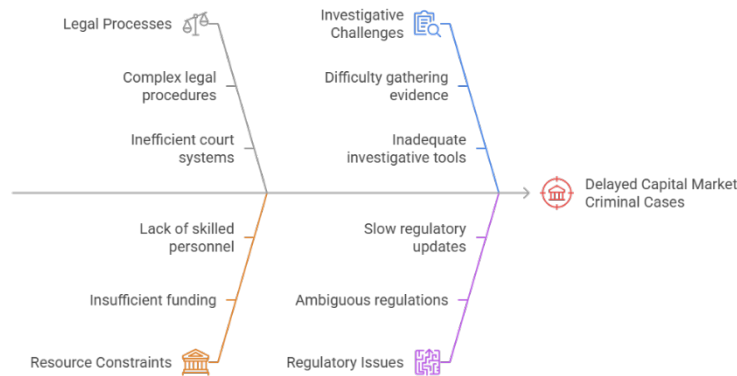 Legal Processes
Complex legal
procedures
Inefficient court
systems
Investigative
Challenges
Difficulty gathering
evidence
Inadequate
investigative tools
Delayed Capital Market
Criminal Cases
Lack of skilled
personnel
Insufficient funding
Resource Constraints
Slow regulatory
updates
Ambiguous regulations
Regulatory Issues